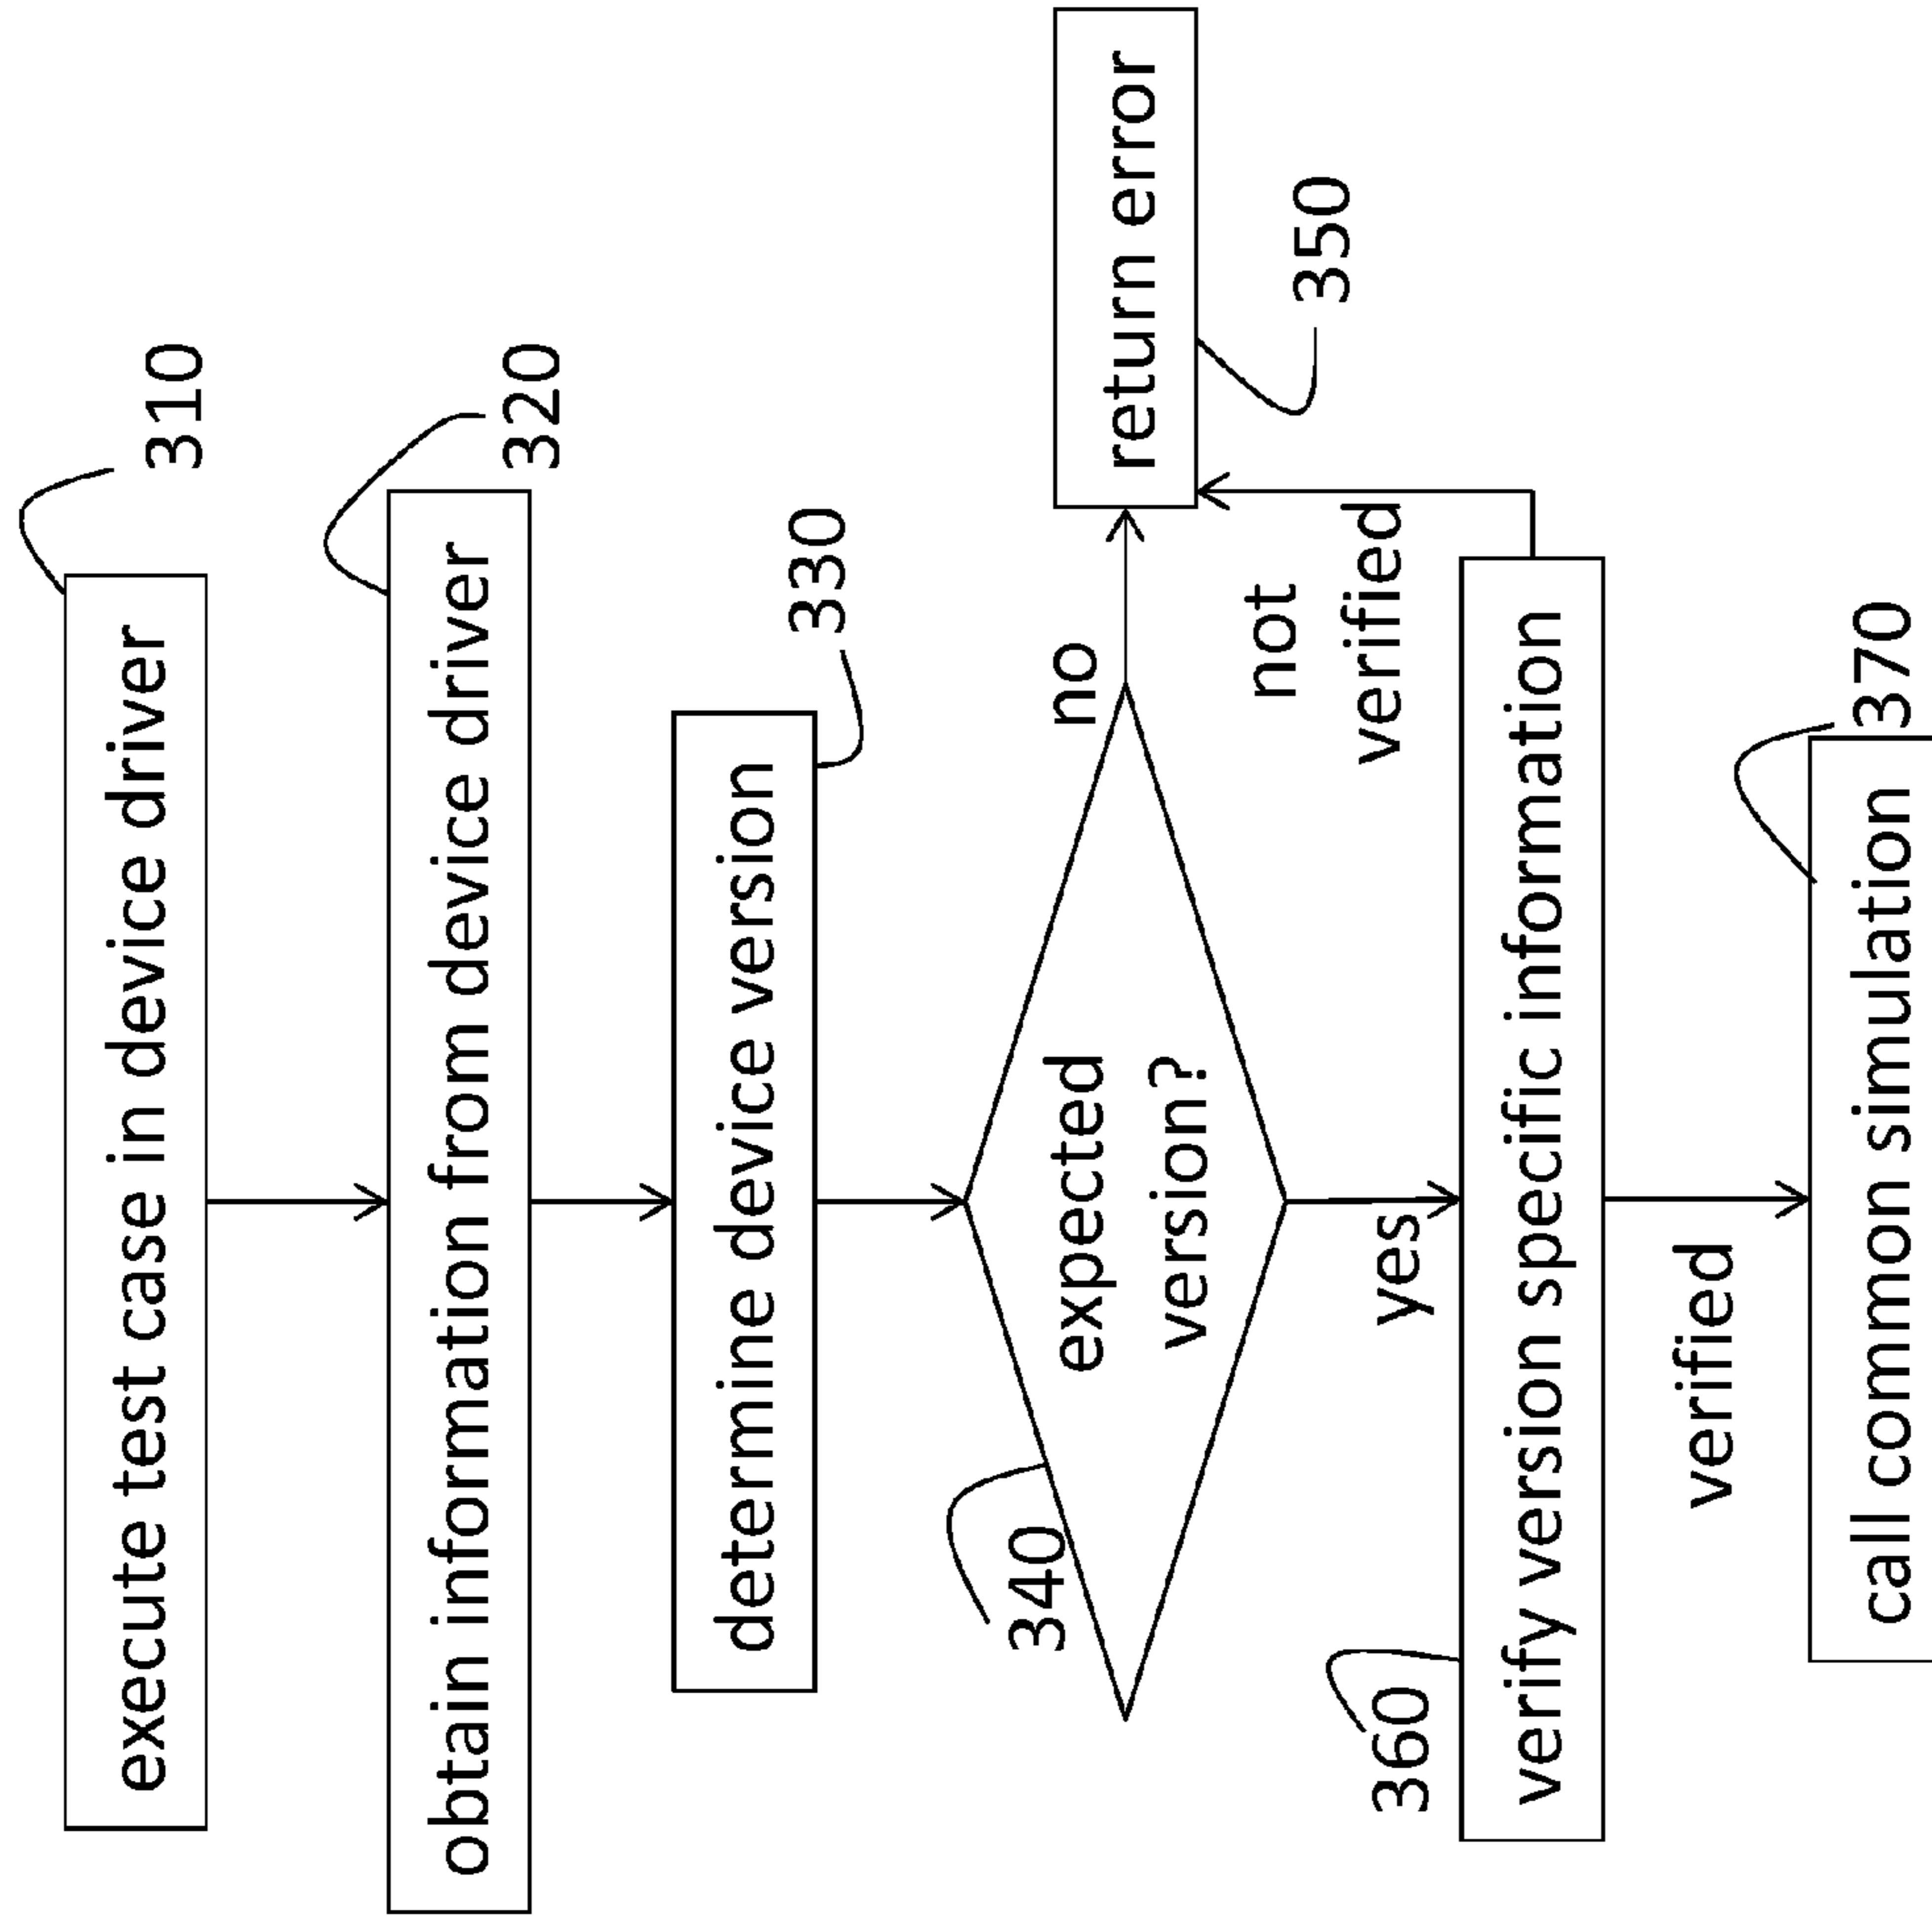 execute test case in device driver
310
obtain information from device driver
320
determine device version
330
340
expected
version?
no
return error
350
yes
not
verified
360
verify version specific information
verified
370
call common simulation